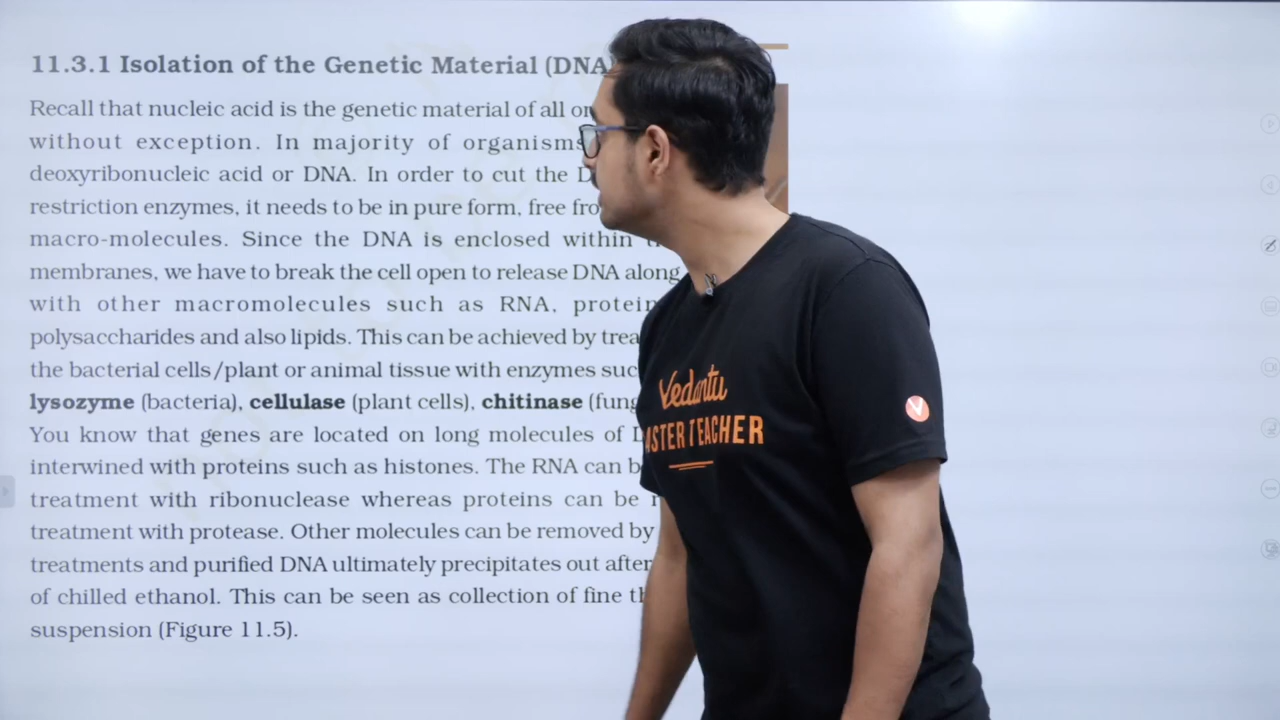 11.3.1 Isolation of the Genetic Material (DNA
Recall that nucleic acid is the genetic material of all
without exception. In majority of organisms
deoxyribonucleic acid or DNA. In order to cut the
restriction enzymes, it needs to be in pure form, free
macro-molecules. Since the DNA is enclosed within
membranes, we have to break the cell open to release DNA along
with other macromolecules such as RNA,
polysaccharides and also lipids. This can be achieved by
the bacterial cells/plant or animal tissue with enzymes
lysozyme (bacteria), cellulase (plant cells), chitinase
You know that genes are located on long molecules of
interwined with proteins such as histones. The RNA can
treatment with ribonuclease whereas proteins can be
treatment with protease. Other molecules can be removed by
treatments and purified DNA ultimately precipitates out after
of chilled ethanol. This can be seen as collection of fine
suspension (Figure 11.5).
Vedantu
ASTER TEACHER
V